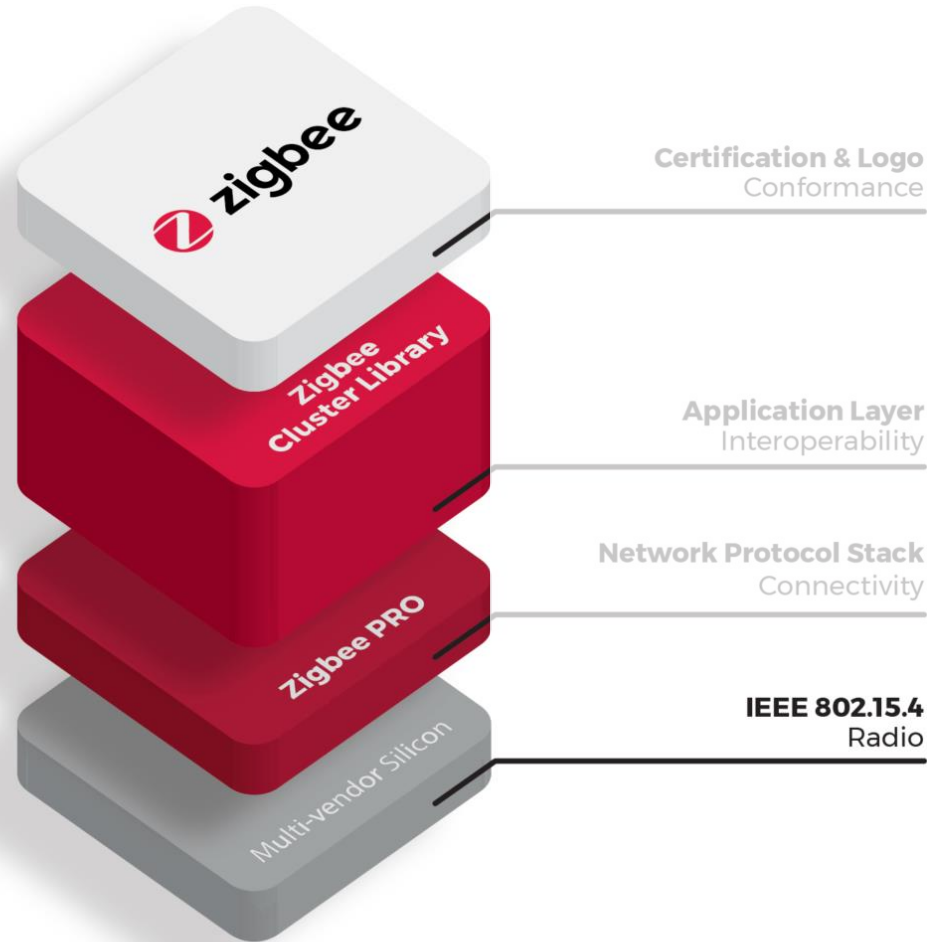 zigbee
Certification & Logo
Conformance
Zigbee
Cluster Library
Application Layer
Interoperability
Network Protocol Stack
Connectivity
Zigbee PRO
IEEE 802.15.4
Radio
Multi-vendor Silicon